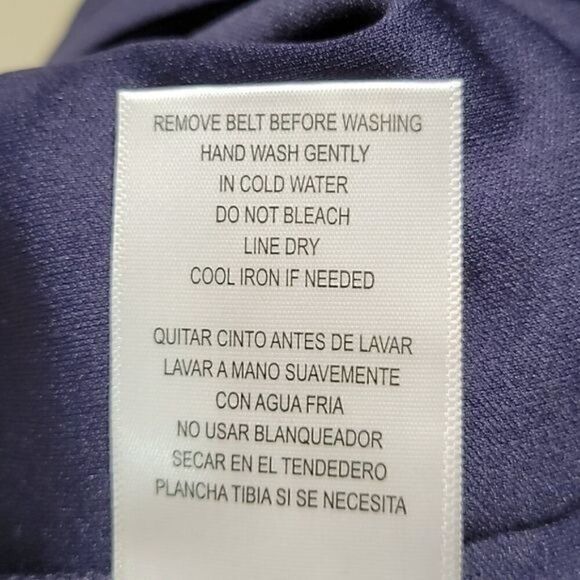 REMOVE BELT BEFORE WASHING
HAND WASH GENTLY
IN COLD WATER
DO NOT BLEACH
LINE DRY
COOL IRON IF NEEDED
QUITAR CINTO ANTES DE LAVAR
LAVAR A MANO SUAVEMENTE
CON AGUA FRIA
NO USAR BLANQUEADOR
SECAR EN EL TENDEDERO
PLANCHA TIBIA SI SE NECESITA